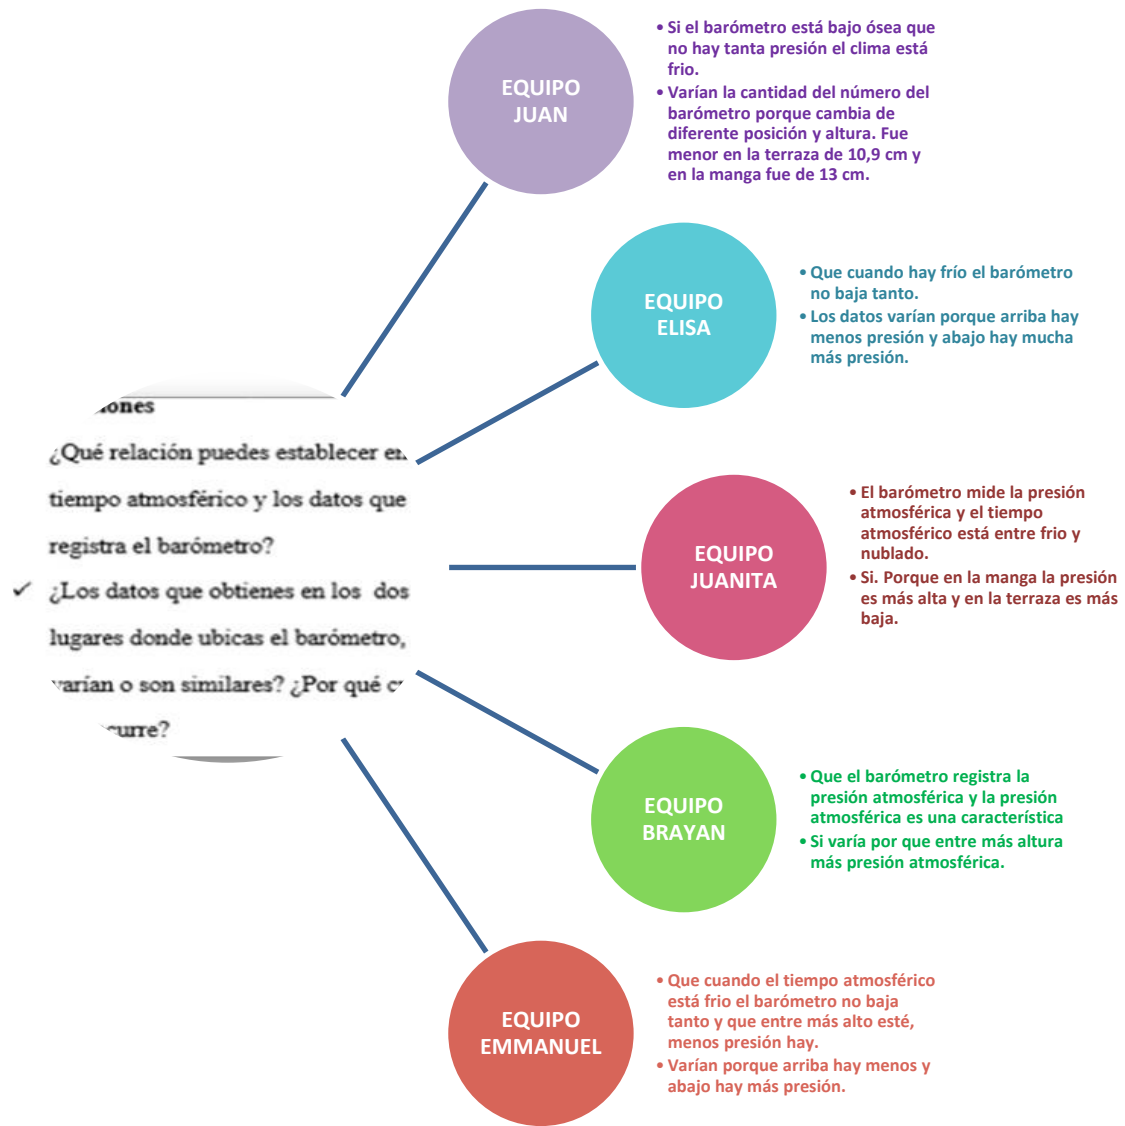 EQUIPO
JUAN
• Si el barómetro está bajo ósea que
no hay tanta presión el clima está
frio.
• Varían la cantidad del número del
barómetro porque cambia de
diferente posición y altura. Fue
menor en la terraza de 10,9 cm y
en la manga fue de 13 cm.
EQUIPO
ELISA
• Que cuando hay frío el barómetro
no baja tanto.
• Los datos varían porque arriba hay
menos presión y abajo hay mucha
más presión.
¿Qué relación puedes establecer
tiempo atmosférico y los datos que
registra el barómetro?
✓ ¿Los datos que obtienes en los dos
lugares donde ubicas el barómetro,
varían o son similares? ¿Por qué
EQUIPO
JUANITA
• El barómetro mide la presión
atmosférica y el tiempo
atmosférico está entre frio y
nublado.
• Si. Porque en la manga la presión
es más alta y en la terraza es más
baja.
EQUIPO
BRAYAN
• Que el barómetro registra la
presión atmosférica y la presión
atmosférica es una característica
• Si varía por que entre más altura
más presión atmosférica.
EQUIPO
EMMANUEL
• Que cuando el tiempo atmosférico
está frio el barómetro no baja
tanto y que entre más alto esté,
menos presión hay.
• Varían porque arriba hay menos y
abajo hay más presión.